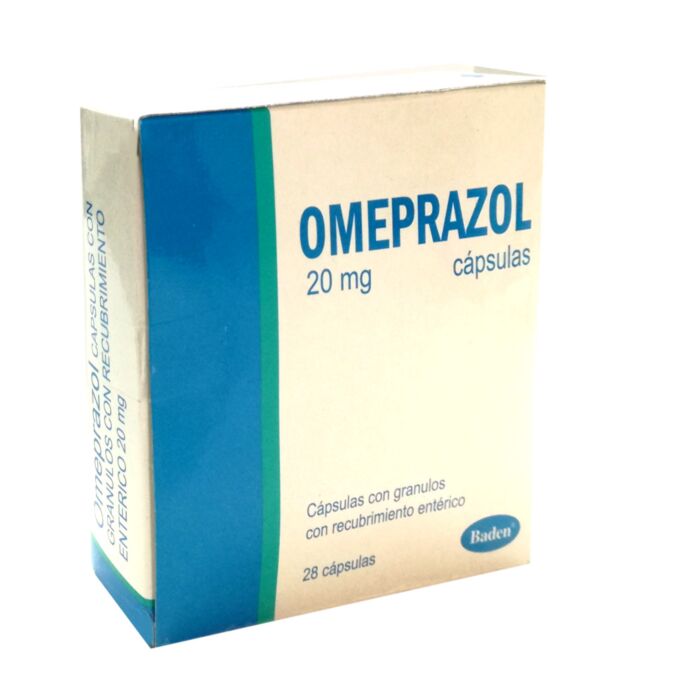 OMEPRAZOL
20 mg cápsulas
Cápsulas con granulos
con recubrimiento entérico
28 cápsulas
Baden®
Omeprazol CAPSULAS CON
GRANULOS CON RECUBRIMIENTO
ENTERICO 20 mg